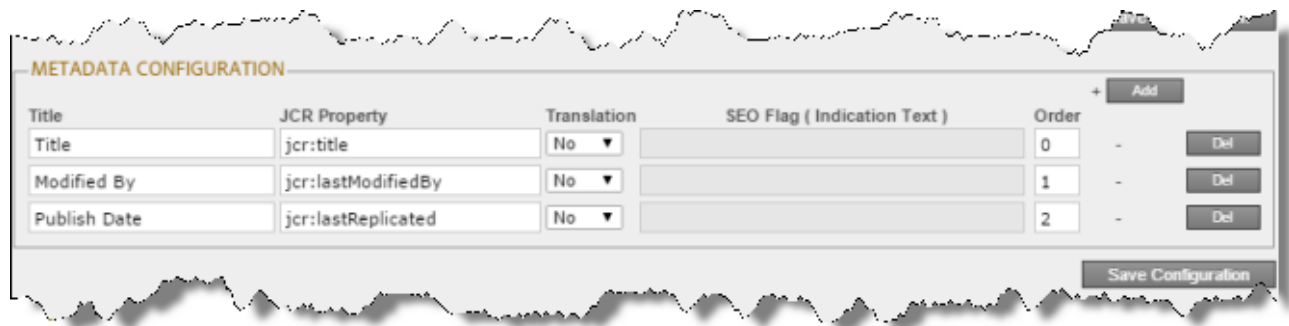 METADATA CONFIGURATION
+ Add
Title JCR Property Translation SEO Flag ( Indication Text ) Order
Title jcr:title No ▼ 0 - Del
Modified By jcr:lastModifiedBy No ▼ 1 - Del
Publish Date jcr:lastReplicated No ▼ 2 - Del
Save Configuration